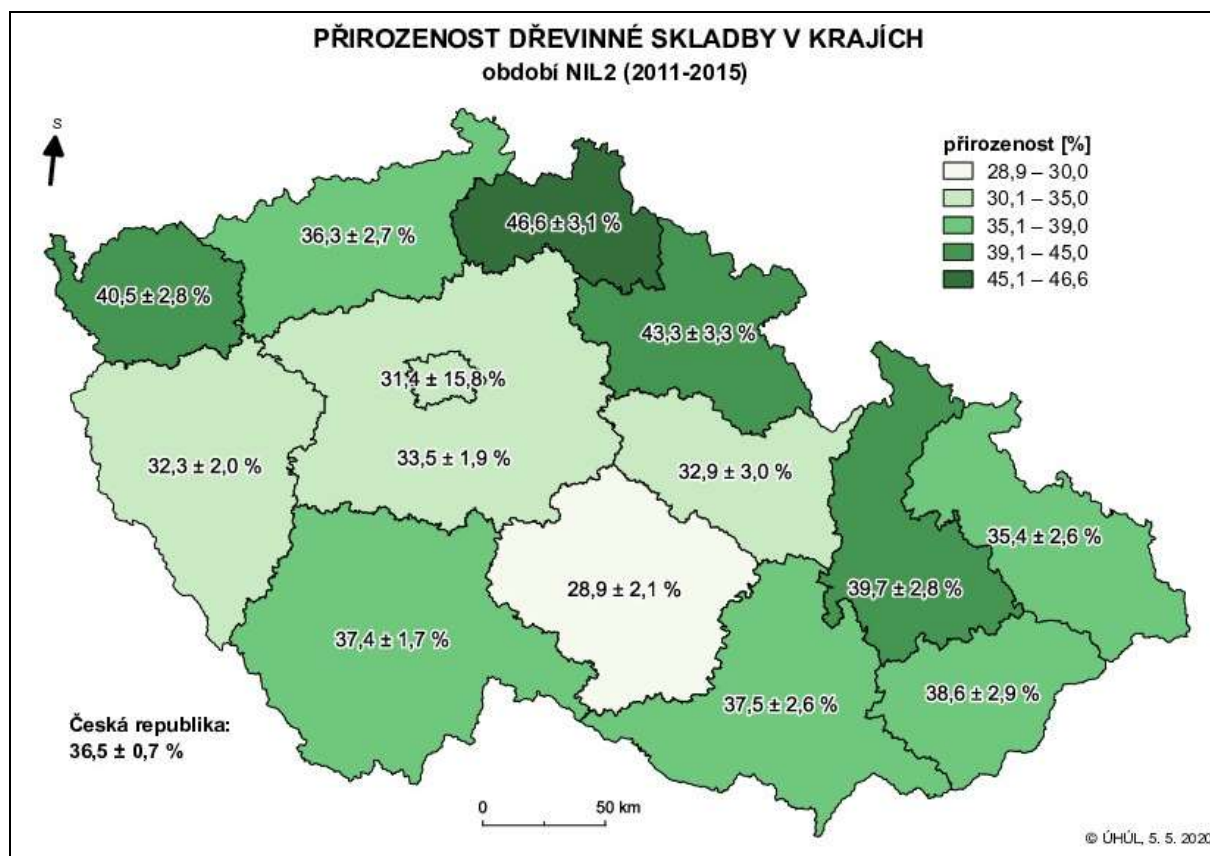 PŘIROZENOST DŘEVINNÉ SKLADBY V KRAJÍCH
období NIL2 (2011-2015)
S
přirozenost [%]
28,9 – 30,0
30,1 – 35,0
35,1 – 39,0
39,1 – 45,0
45,1 – 46,6
36,3 ± 2,7 %
46,6 ± 3,1 %
40,5 ± 2,8 %
43,3 ± 3,3 %
31,4 ± 15,8 %
32,3 ± 2,0 %
33,5 ± 1,9 %
32,9 ± 3,0 %
35,4 ± 2,6 %
28,9 ± 2,1 %
39,7 ± 2,8 %
37,4 ± 1,7 %
37,5 ± 2,6 %
38,6 ± 2,9 %
Česká republika:
36,5 ± 0,7 %
0 50 km
© ÚHÚL, 5. 5. 2020